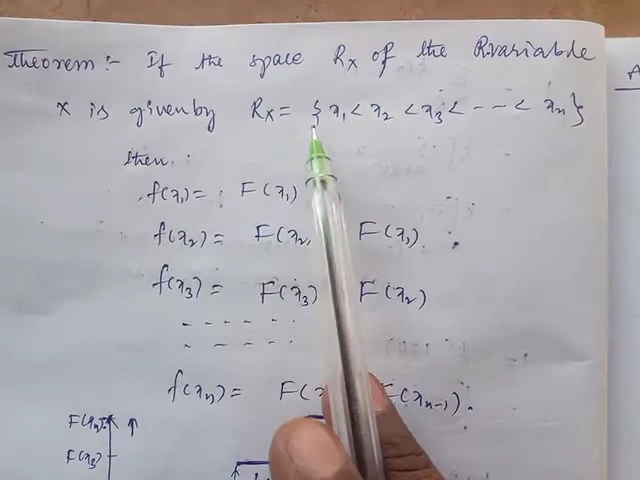 Theorem :- If the space Rx of the Rvariable
x is given by Rx = { x1 < x2 < x3 < - - - < xn }
then.
f(x1) = F(x1)
f(x2) = F(x2 F(x1).
f(x3) = F(x3) F(x2)
- - - - - -
- - - - - -
f(xn) = F( F(xn-1).
F(xn)
F(x3)
A